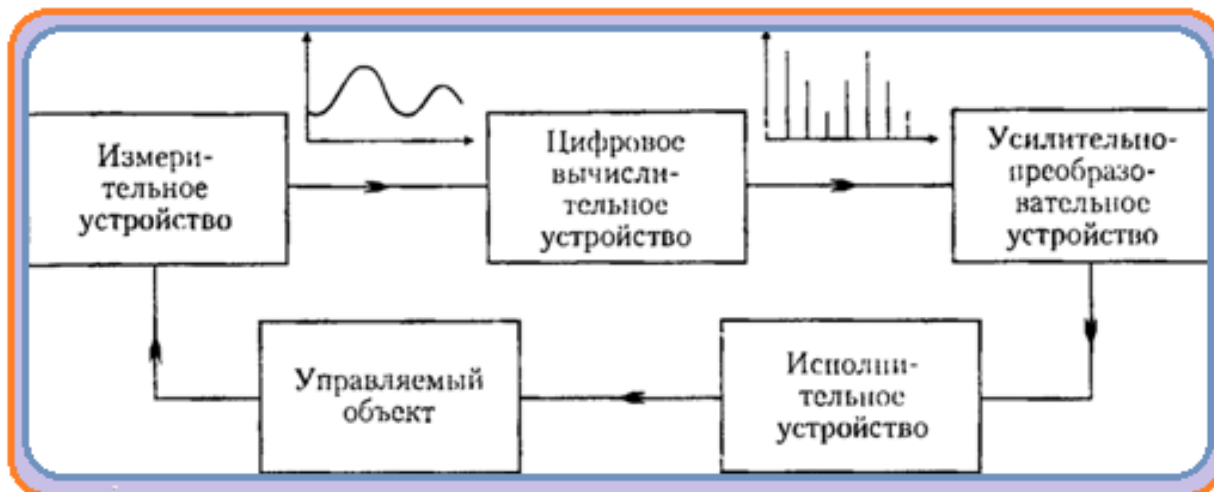 Измери-
тельное
устройство
Цифровое
вычисли-
тельное
устройство
Усилительно-
преобразо-
вательное
устройство
Управляемый
объект
Исполни-
тельное
устройство